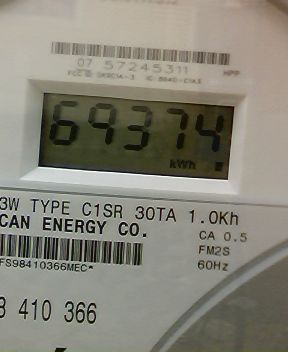 07 57245311
HPP
69374
kWh
3W TYPE C1SR 30TA 1.0Kh
CAN ENERGY CO.
CA 0.5
FM2S
60Hz
FS98410366MEC*
410 366